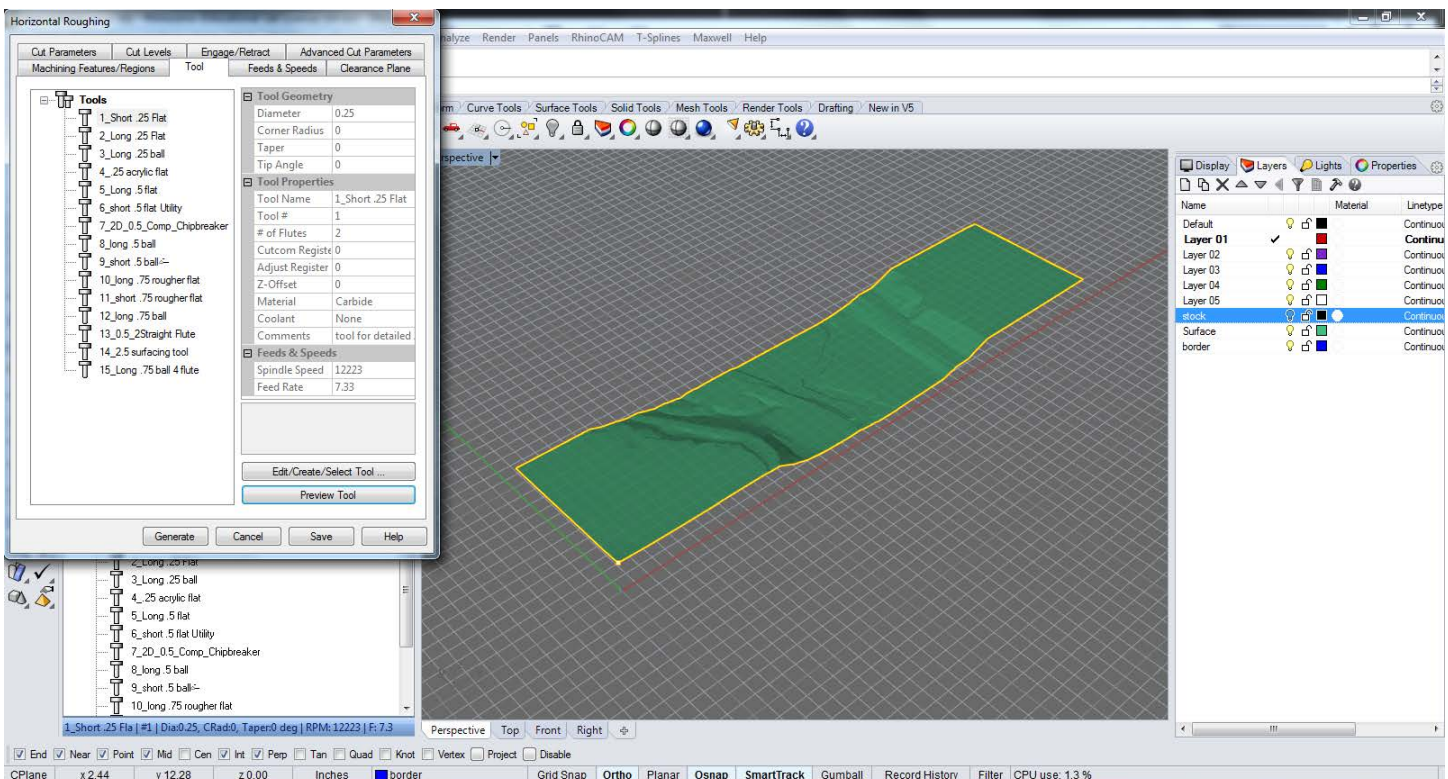 Horizontal Roughing
Cut Parameters Cut Levels Engage/Retract Advanced Cut Parameters
Machining Features/Regions Tool Feeds & Speeds Clearance Plane
Tools
1_Short .25 Flat
2_Long .25 Flat
3_Long .25 ball
4_.25 acrylic flat
5_Long .5 flat
6_short .5 flat Utility
7_2D_0.5_Comp_Chipbreaker
8_long .5 ball
9_short .5 ball<-
10_long .75 rougher flat
11_short .75 rougher flat
12_long .75 ball
13_0.5_2Straight Flute
14_2.5 surfacing tool
15_Long .75 ball 4 flute
Tool Geometry
Diameter 0.25
Corner Radius 0
Taper 0
Tip Angle 0
Tool Properties
Tool Name 1_Short .25 Flat
Tool # 1
# of Flutes 2
Cutcom Registe 0
Adjust Register 0
Z-Offset 0
Material Carbide
Coolant None
Comments tool for detailed
Feeds & Speeds
Spindle Speed 12223
Feed Rate 7.33
Edit/Create/Select Tool ...
Preview Tool
Generate Cancel Save Help
nalyze Render Panels RhinoCAM T-Splines Maxwell Help
rm Curve Tools Surface Tools Solid Tools Mesh Tools Render Tools Drafting New in V5
rspective
Display Layers Lights Properties
Name Material Linetype
Default Continuou
Layer 01 Continu
Layer 02 Continuou
Layer 03 Continuou
Layer 04 Continuou
Layer 05 Continuou
stock Continuou
Surface Continuou
border Continuou
2_Long .25 Flat
3_Long .25 ball
4_.25 acrylic flat
5_Long .5 flat
6_short .5 flat Utility
7_2D_0.5_Comp_Chipbreaker
8_long .5 ball
9_short .5 ball<-
10_long .75 rougher flat
1_Short .25 Fla | #1 | Dia:0.25, CRad:0, Taper:0 deg | RPM: 12223 | F: 7.3
Perspective Top Front Right
End Near Point Mid Cen Int Perp Tan Quad Knot Vertex Project Disable
CPlane x 2.44 y 12.28 z 0.00 Inches border Grid Snap Ortho Planar Osnap SmartTrack Gumball Record History Filter CPU use: 1.3 %